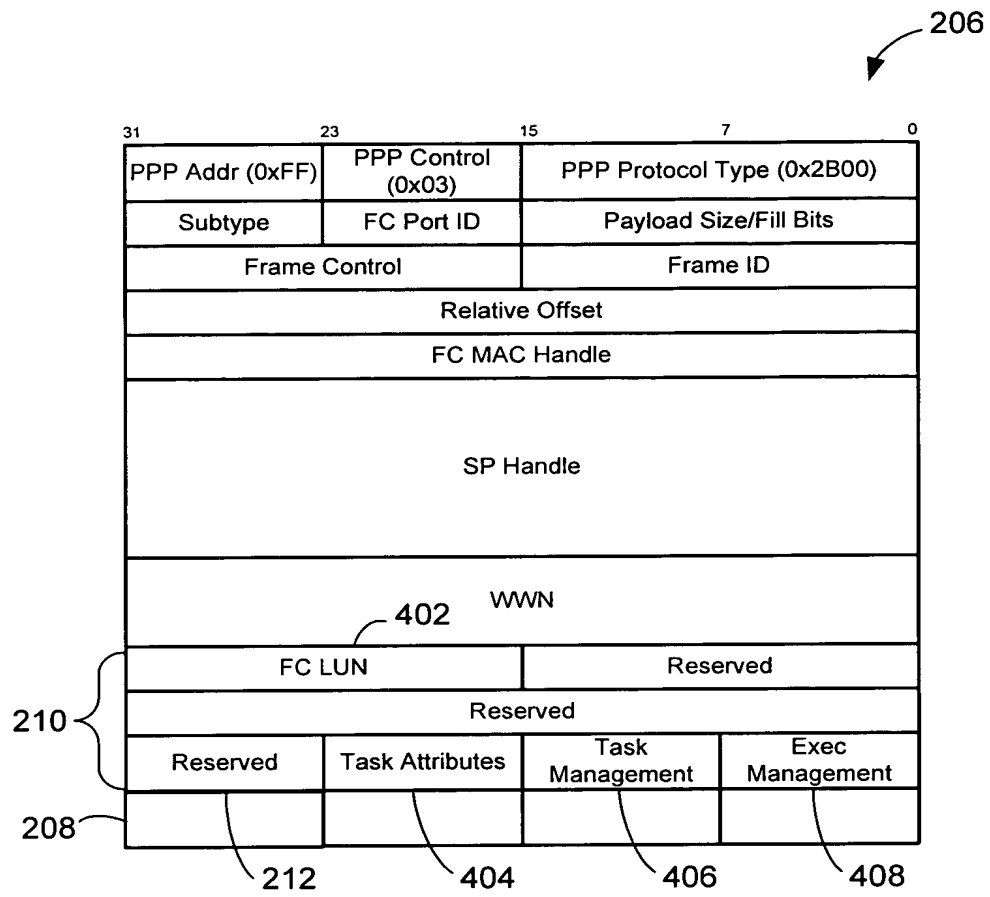 206
31 23 15 7 0
PPP Addr (0xFF) PPP Control (0x03) PPP Protocol Type (0x2B00)
Subtype FC Port ID Payload Size/Fill Bits
Frame Control Frame ID
Relative Offset
FC MAC Handle
SP Handle
WWN
402
FC LUN Reserved
210 Reserved
Reserved Task Attributes Task Management Exec Management
208
212 404 406 408